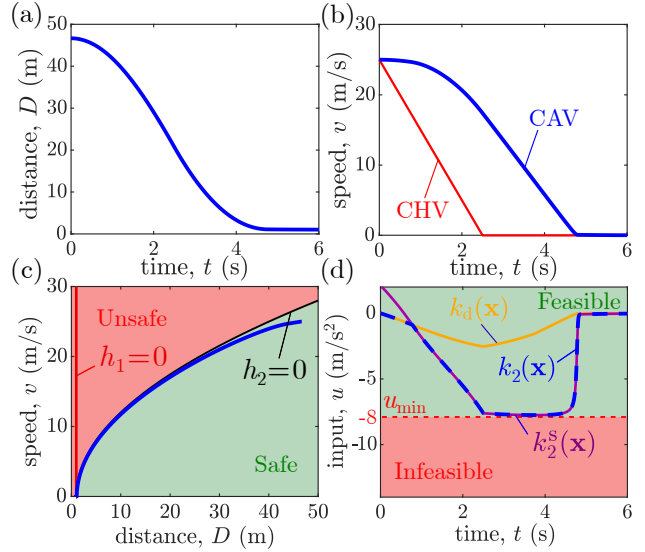 (a)
50
40
30
20
10
0
0 2 4 6
distance, D (m)
time, t (s)
(b)
30
20
10
0
0 2 4 6
speed, v (m/s)
time, t (s)
CAV
CHV
(c)
30
20
10
0
0 10 20 30 40 50
speed, v (m/s)
distance, D (m)
Unsafe
h₁=0
h₂=0
Safe
(d)
0
-5
-8
-10
0 2 4 6
input, u (m/s²)
time, t (s)
Feasible
k_d(x)
k₂(x)
u_min
k₂ˢ(x)
Infeasible